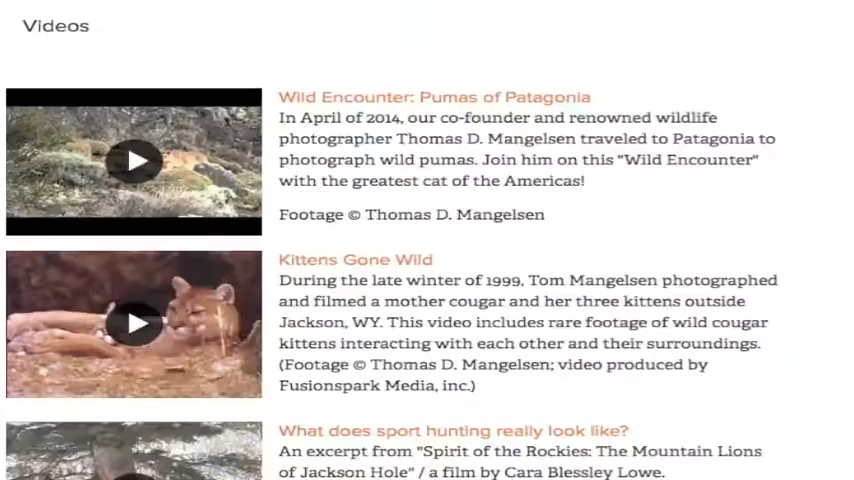 Videos
Wild Encounter: Pumas of Patagonia
In April of 2014, our co-founder and renowned wildlife
photographer Thomas D. Mangelsen traveled to Patagonia to
photograph wild pumas. Join him on this "Wild Encounter"
with the greatest cat of the Americas!
Footage © Thomas D. Mangelsen
Kittens Gone Wild
During the late winter of 1999, Tom Mangelsen photographed
and filmed a mother cougar and her three kittens outside
Jackson, WY. This video includes rare footage of wild cougar
kittens interacting with each other and their surroundings.
(Footage © Thomas D. Mangelsen; video produced by
Fusionspark Media, inc.)
What does sport hunting really look like?
An excerpt from "Spirit of the Rockies: The Mountain Lions
of Jackson Hole" / a film by Cara Blessley Lowe.